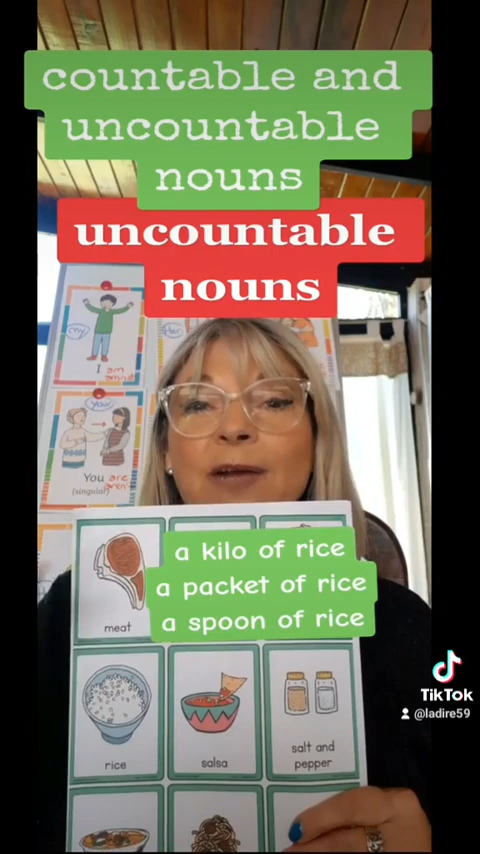 countable and
uncountable
nouns
uncountable
nouns
my
I am
You are
(singular)
a kilo of rice
a packet of rice
a spoon of rice
meat
rice
salsa
salt and
pepper
TikTok
@ladire59